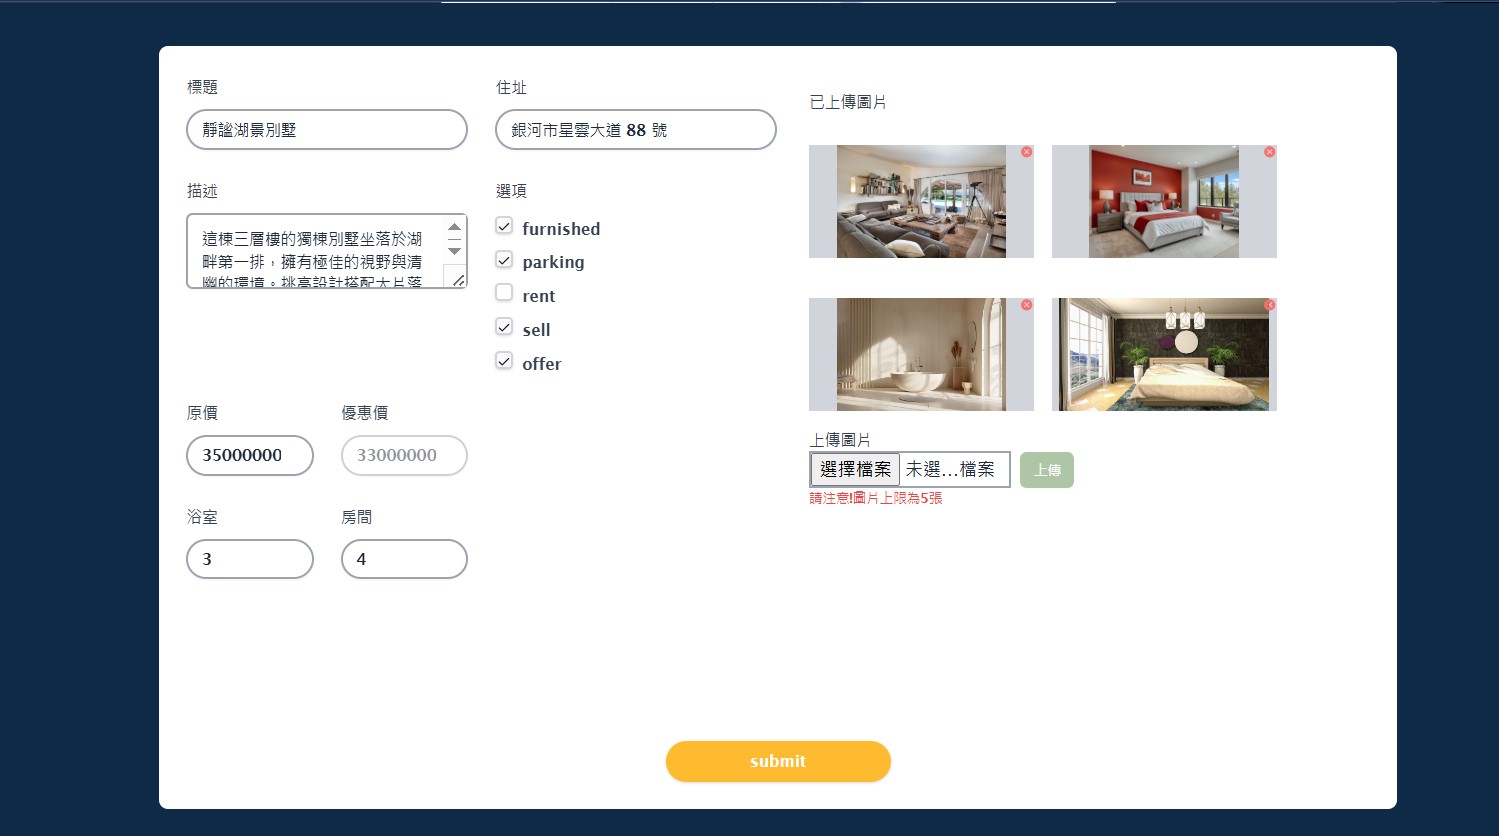 標題
靜謐湖景別墅
住址
銀河市星雲大道 88 號
描述
這棟三層樓的獨棟別墅坐落於湖
畔第一排，擁有極佳的視野與清
幽的環境。挑高設計搭配大片落
選項
furnished
parking
rent
sell
offer
原價
35000000
優惠價
33000000
浴室
3
房間
4
已上傳圖片
上傳圖片
選擇檔案 未選...檔案
上傳
請注意!圖片上限為5張
submit